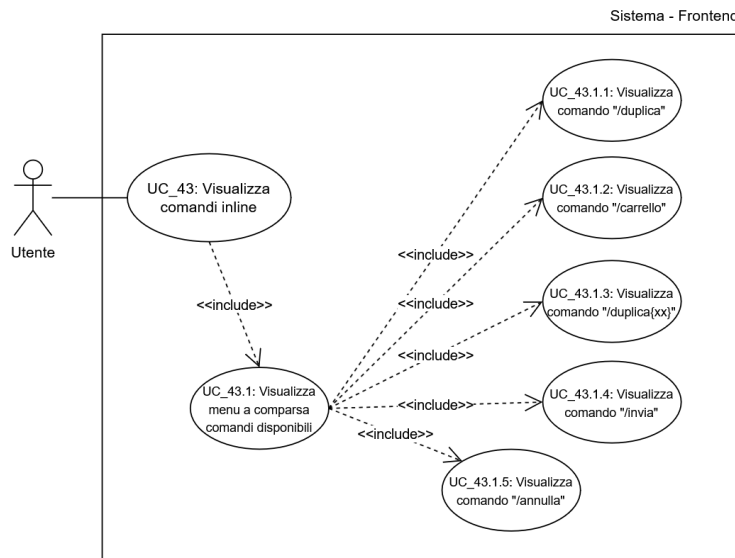 Sistema - Frontend
UC_43.1.1: Visualizza
comando "/duplica"
UC_43: Visualizza
comandi inline
UC_43.1.2: Visualizza
comando "/carrello"
Utente
<<include>>
<<include>>
<<include>>
UC_43.1.3: Visualizza
comando "/duplica{xx}"
<<include>>
UC_43.1: Visualizza
menu a comparsa
comandi disponibili
UC_43.1.4: Visualizza
comando "/invia"
<<include>>
<<include>>
UC_43.1.5: Visualizza
comando "/annulla"